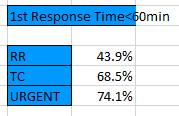 1st Response Time<60min
RR 43.9%
TC 68.5%
URGENT 74.1%